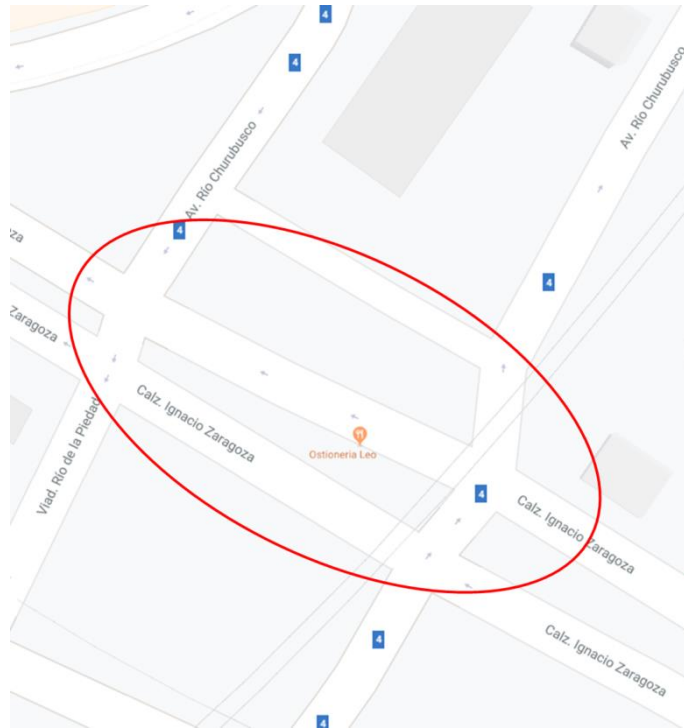 4
4
4
Av. Río Churubusco
Av. Río Churubusco
4
za
4
Zaragoza
Calz. Ignacio Zaragoza
Ostionería Leo
Viad. Río de la Piedad
4
Calz. Ignacio Zaragoza
4
Calz. Ignacio Zaragoza
4